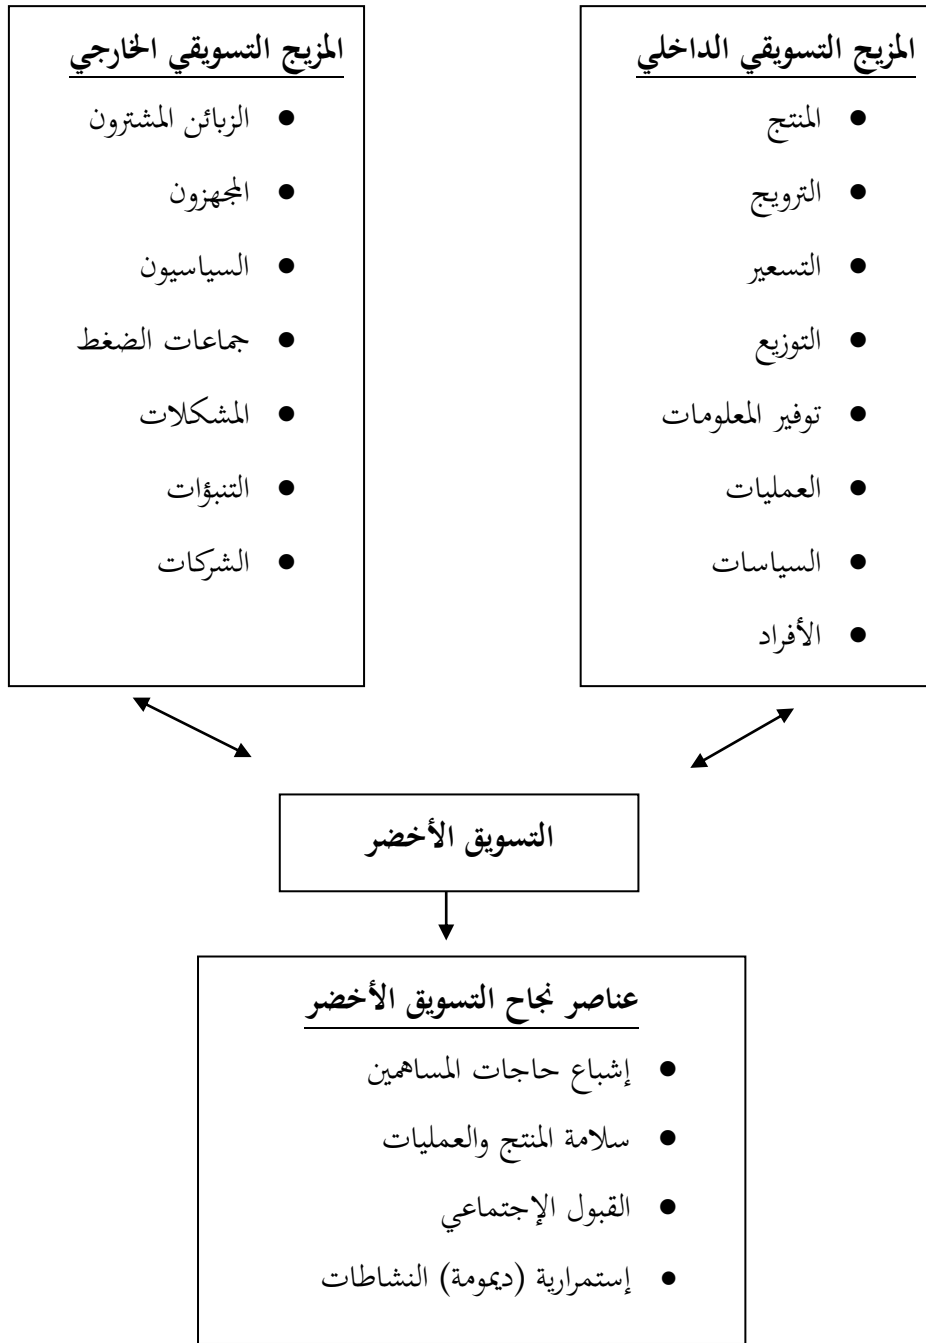 المزيج التسويقي الداخلي
المنتج
الترويج
التسعير
التوزيع
توفير المعلومات
العمليات
السياسات
الأفراد
المزيج التسويقي الخارجي
الزبائن المشترون
المجهزون
السياسيون
جماعات الضغط
المشكلات
التنبؤات
الشركات
التسويق الأخضر
عناصر نجاح التسويق الأخضر
إشباع حاجات المساهمين
سلامة المنتج والعمليات
القبول الإجتماعي
إستمرارية (ديمومة) النشاطات